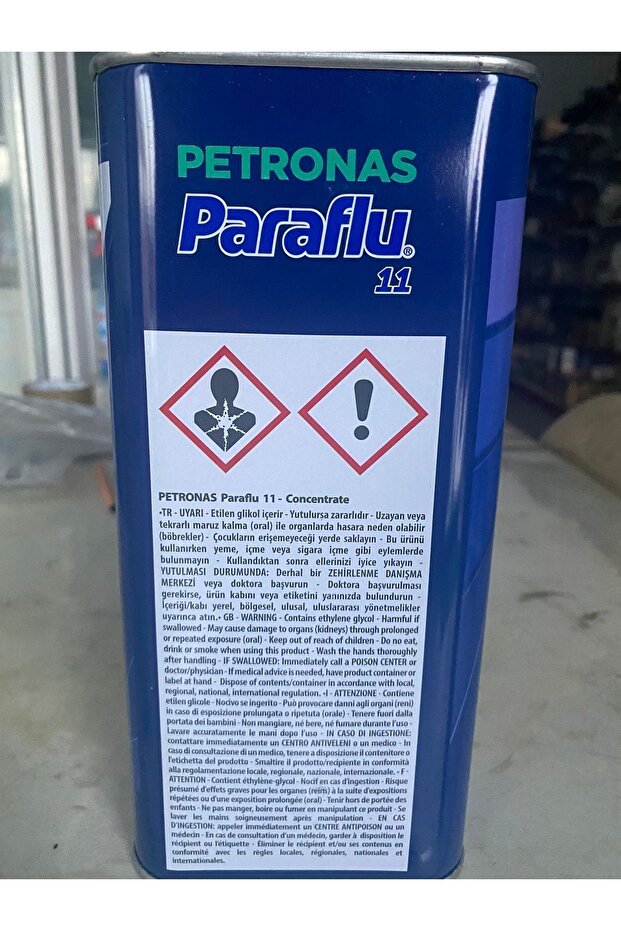 PETRONAS
Paraflu®
11
PETRONAS Paraflu 11 - Concentrate
•TR - UYARI - Etilen glikol içerir - Yutulursa zararlıdır - Uzayan veya
tekrarlı maruz kalma (oral) ile organlarda hasara neden olabilir
(böbrekler) - Çocukların erişemeyeceği yerde saklayın - Bu ürünü
kullanırken yeme, içme veya sigara içme gibi eylemlerde
bulunmayın - Kullandıktan sonra ellerinizi iyice yıkayın -
YUTULMASI DURUMUNDA: Derhal bir ZEHİRLENME DANIŞMA
MERKEZİ veya doktora başvurun - Doktora başvurulması
gerekirse, ürün kabını veya etiketini yanınızda bulundurun -
İçeriği/kabı yerel, bölgesel, ulusal, uluslararası yönetmelikler
uyarınca atın.• GB - WARNING - Contains ethylene glycol - Harmful if
swallowed - May cause damage to organs (kidneys) through prolonged
or repeated exposure (oral) - Keep out of reach of children - Do no eat,
drink or smoke when using this product - Wash the hands thoroughly
after handling - IF SWALLOWED: Immediately call a POISON CENTER or
doctor/physician - If medical advice is needed, have product container or
label at hand - Dispose of contents/container in accordance with local,
regional, national, international regulation. •I - ATTENZIONE - Contiene
etilen glicole - Nocivo se ingerito - Può provocare danni agli organi (reni)
in caso di esposizione prolungata o ripetuta (orale) - Tenere fuori dalla
portata dei bambini - Non mangiare, né bere, né fumare durante l'uso -
Lavare accuratamente le mani dopo l'uso - IN CASO DI INGESTIONE:
contattare immediatamente un CENTRO ANTIVELENI o un medico - In
caso di consultazione di un medico, tenere a disposizione il contenitore o
l'etichetta del prodotto - Smaltire il prodotto/recipiente in conformità
alla regolamentazione locale, regionale, nazionale, internazionale. • F -
ATTENTION - Contient éthylène-glycol - Nocif en cas d'ingestion - Risque
présumé d'effets graves pour les organes (reins) à la suite d'expositions
répétées ou d'une exposition prolongée (oral) - Tenir hors de portée des
enfants - Ne pas manger, boire ou fumer en manipulant ce produit - Se
laver les mains soigneusement après manipulation - EN CAS
D'INGESTION: appeler immédiatement un CENTRE ANTIPOISON ou un
médecin - En cas de consultation d'un médecin, garder à disposition le
récipient ou l'étiquette - Éliminer le récipient et/ou ses contenus en
conformité avec les règles locales, régionales, nationales et
internationales.